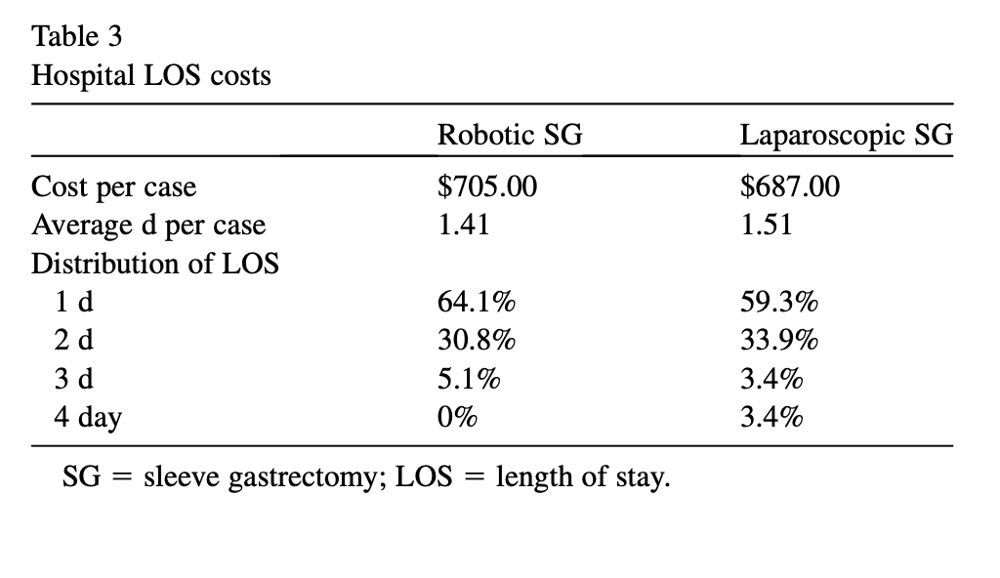 Table 3
Hospital LOS costs
Robotic SG Laparoscopic SG
Cost per case $705.00 $687.00
Average d per case 1.41 1.51
Distribution of LOS
1 d 64.1% 59.3%
2 d 30.8% 33.9%
3 d 5.1% 3.4%
4 day 0% 3.4%
SG = sleeve gastrectomy; LOS = length of stay.